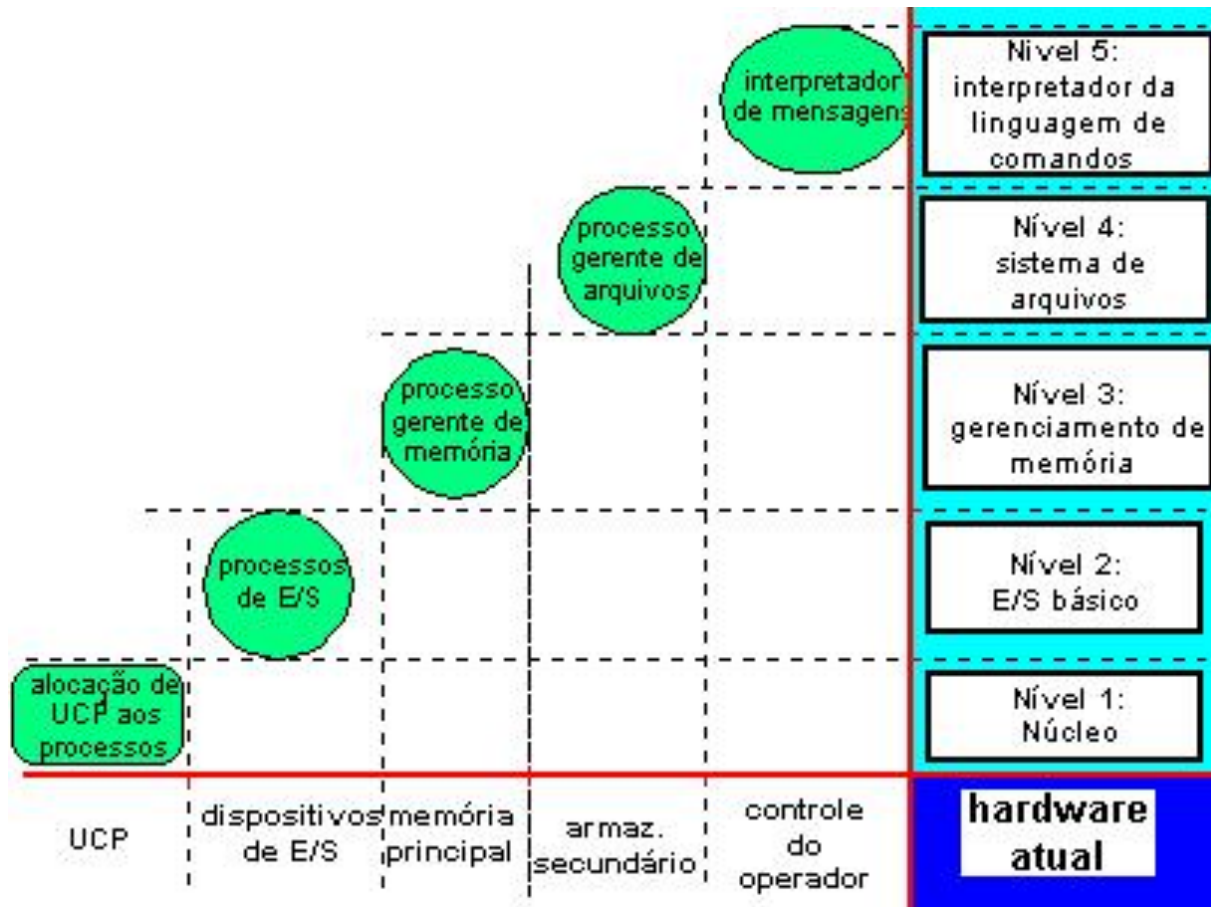 interpretador
de mensagens
Nivel 5:
interpretador da
linguagem de
comandos
processo
gerente de
arquivos
Nível 4:
sistema de
arquivos
processo
gerente de
memória
Nível 3:
gerenciamento de
memória
processos
de E/S
Nível 2:
E/S básico
alocação de
UCP aos
processos
Nível 1:
Núcleo
UCP
dispositivos
de E/S
memória
principal
armaz.
secundário
controle
do
operador
hardware
atual